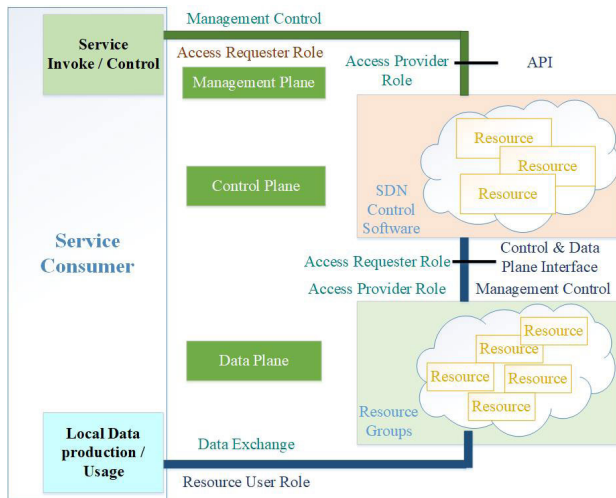 Management Control
Service
Invoke / Control
Access Requester Role
Access Provider
Role
API
Management Plane
Resource
Resource
Resource
Control Plane
SDN
Control
Software
Service
Consumer
Access Requester Role
Control & Data
Plane Interface
Access Provider Role
Management Control
Resource
Resource
Resource
Resource
Resource
Data Plane
Resource
Groups
Local Data
production /
Usage
Data Exchange
Resource User Role